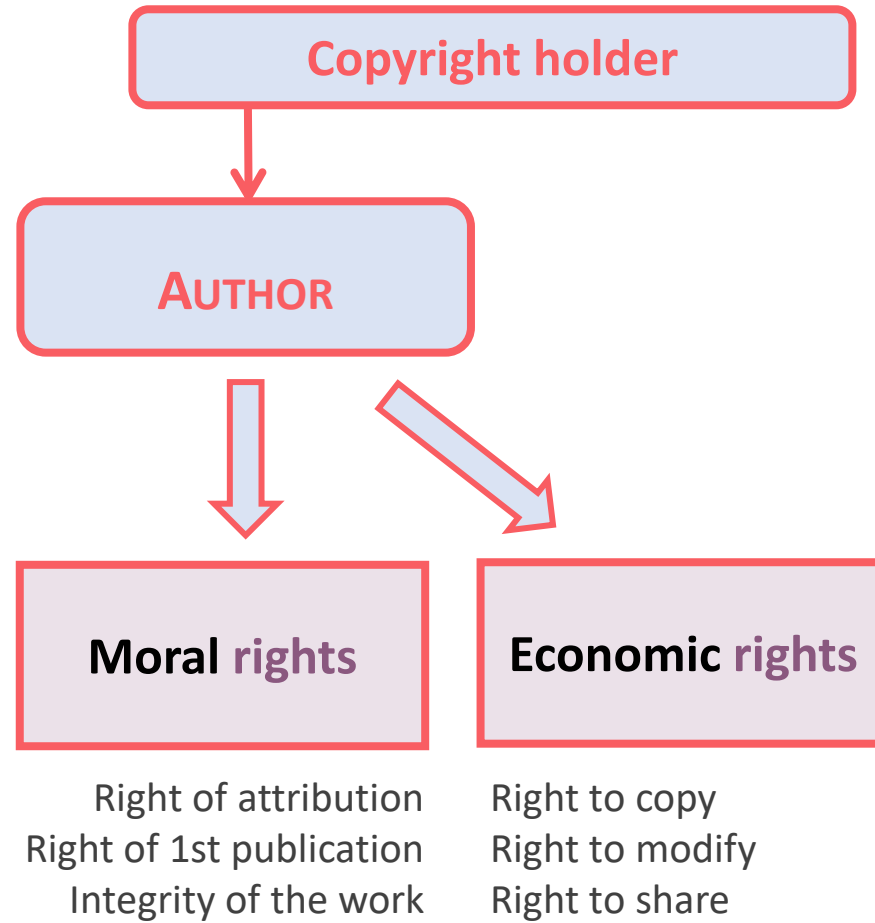 Copyright holder
AUTHOR
Moral rights
Economic rights
Right of attribution
Right of 1st publication
Integrity of the work
Right to copy
Right to modify
Right to share